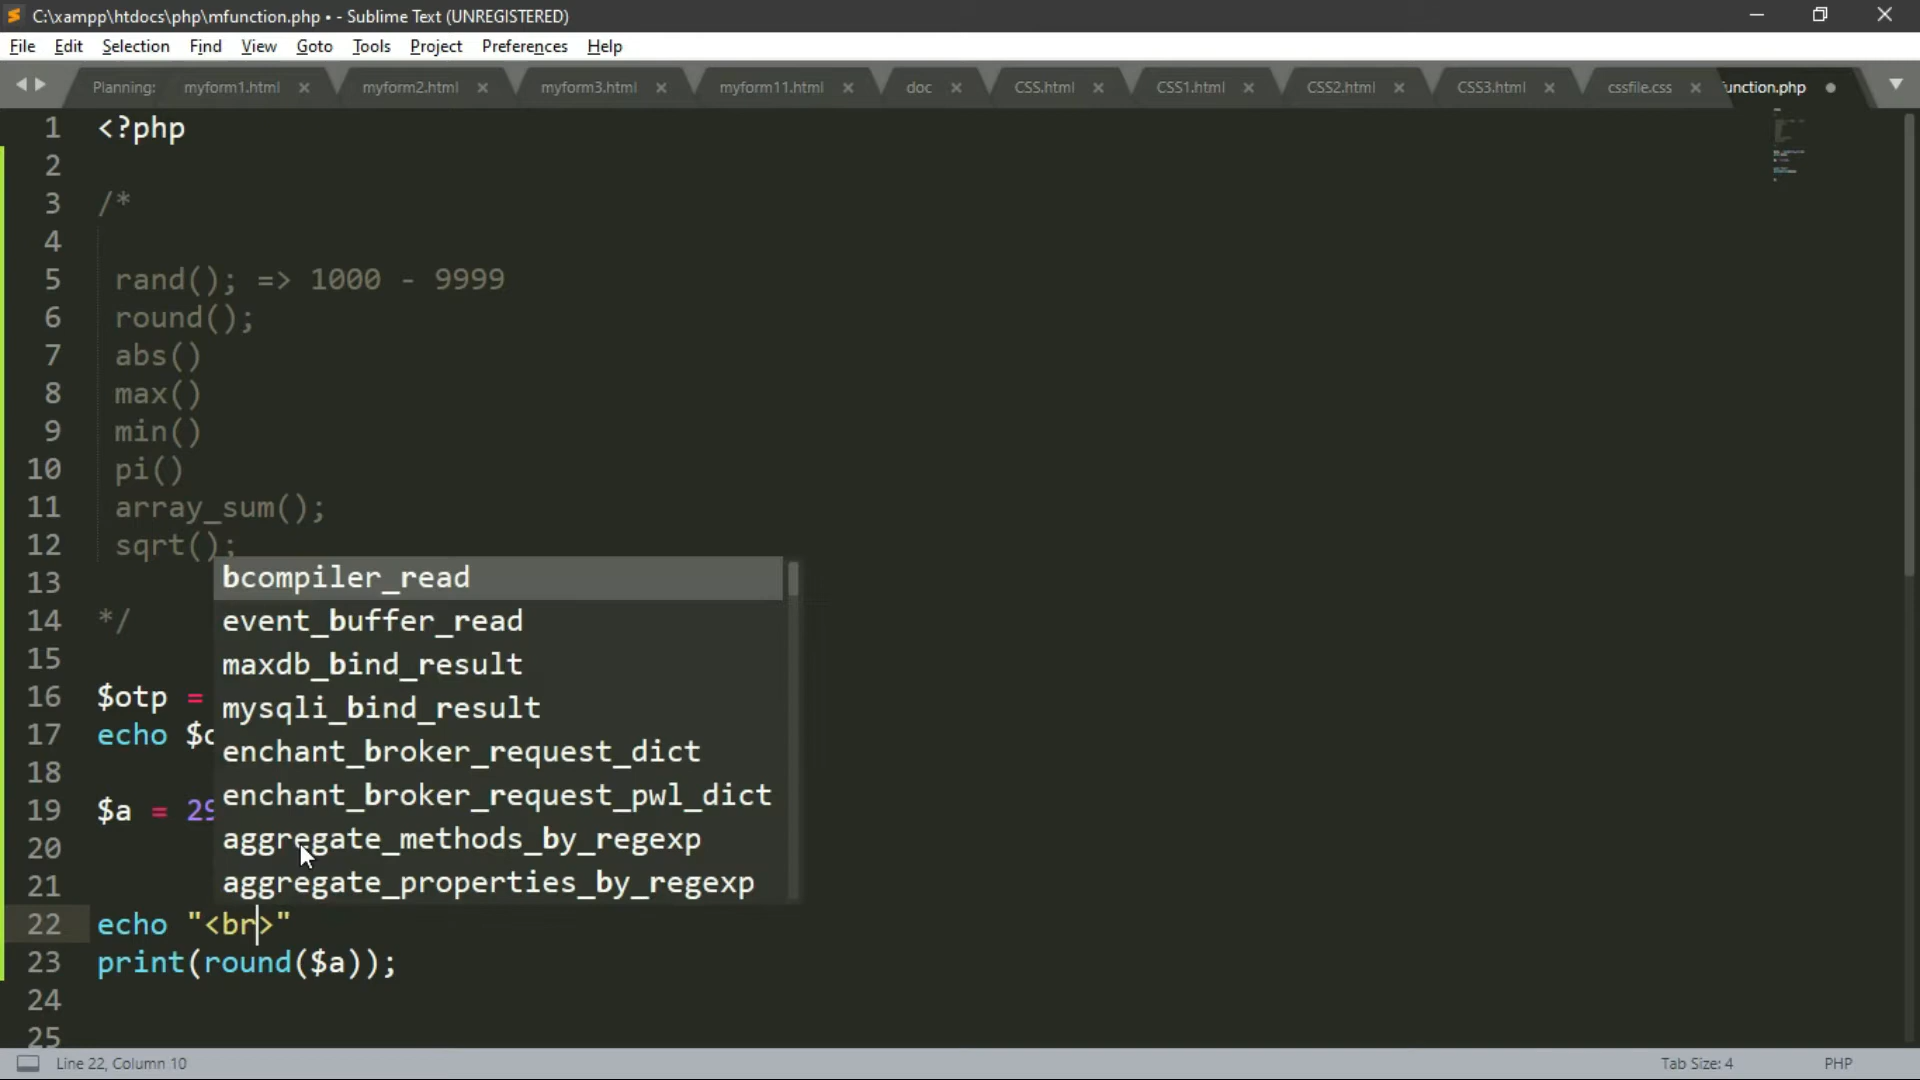 C:\xampp\htdocs\php\mfunction.php • - Sublime Text (UNREGISTERED)
File Edit Selection Find View Goto Tools Project Preferences Help
Planning: myform1.html myform2.html myform3.html myform11.html doc CSS.html CSS1.html CSS2.html CSS3.html cssfile.css unction.php
1 <?php
2
3 /*
4
5 rand(); => 1000 - 9999
6 round();
7 abs()
8 max()
9 min()
10 pi()
11 array_sum();
12 sqrt();
bcompiler_read
13
event_buffer_read
14 */
maxdb_bind_result
15
16 $otp =
mysqli_bind_result
17 echo $
enchant_broker_request_dict
18
enchant_broker_request_pwl_dict
19 $a = 29
aggregate_methods_by_regexp
20
21
aggregate_properties_by_regexp
22 echo "<br>"
23 print(round($a));
24
25
Line 22, Column 10 Tab Size: 4 PHP